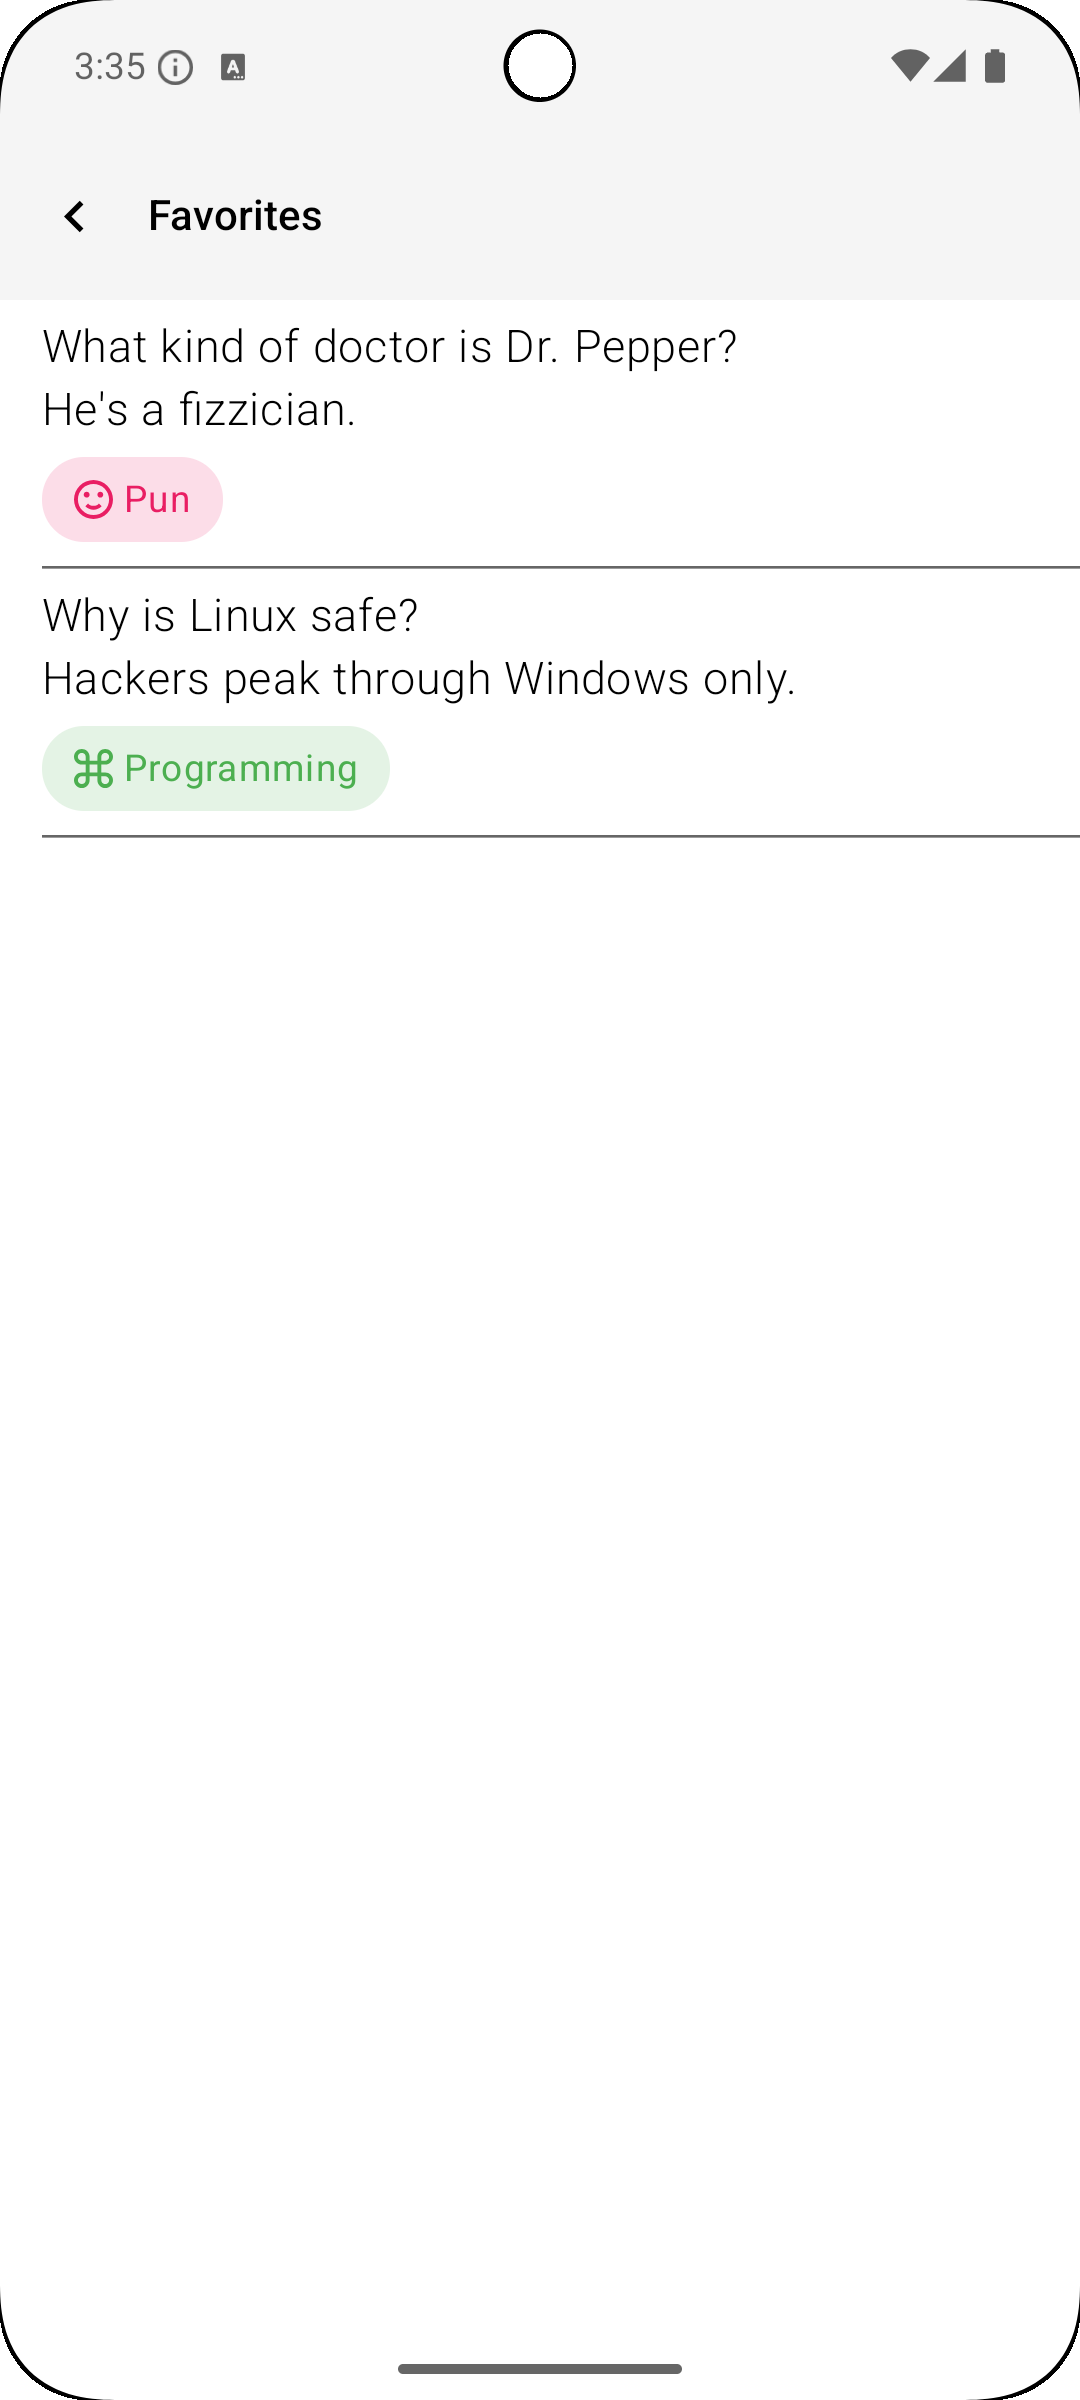 3:35
Favorites
What kind of doctor is Dr. Pepper?
He's a fizzician.
Pun
Why is Linux safe?
Hackers peak through Windows only.
Programming